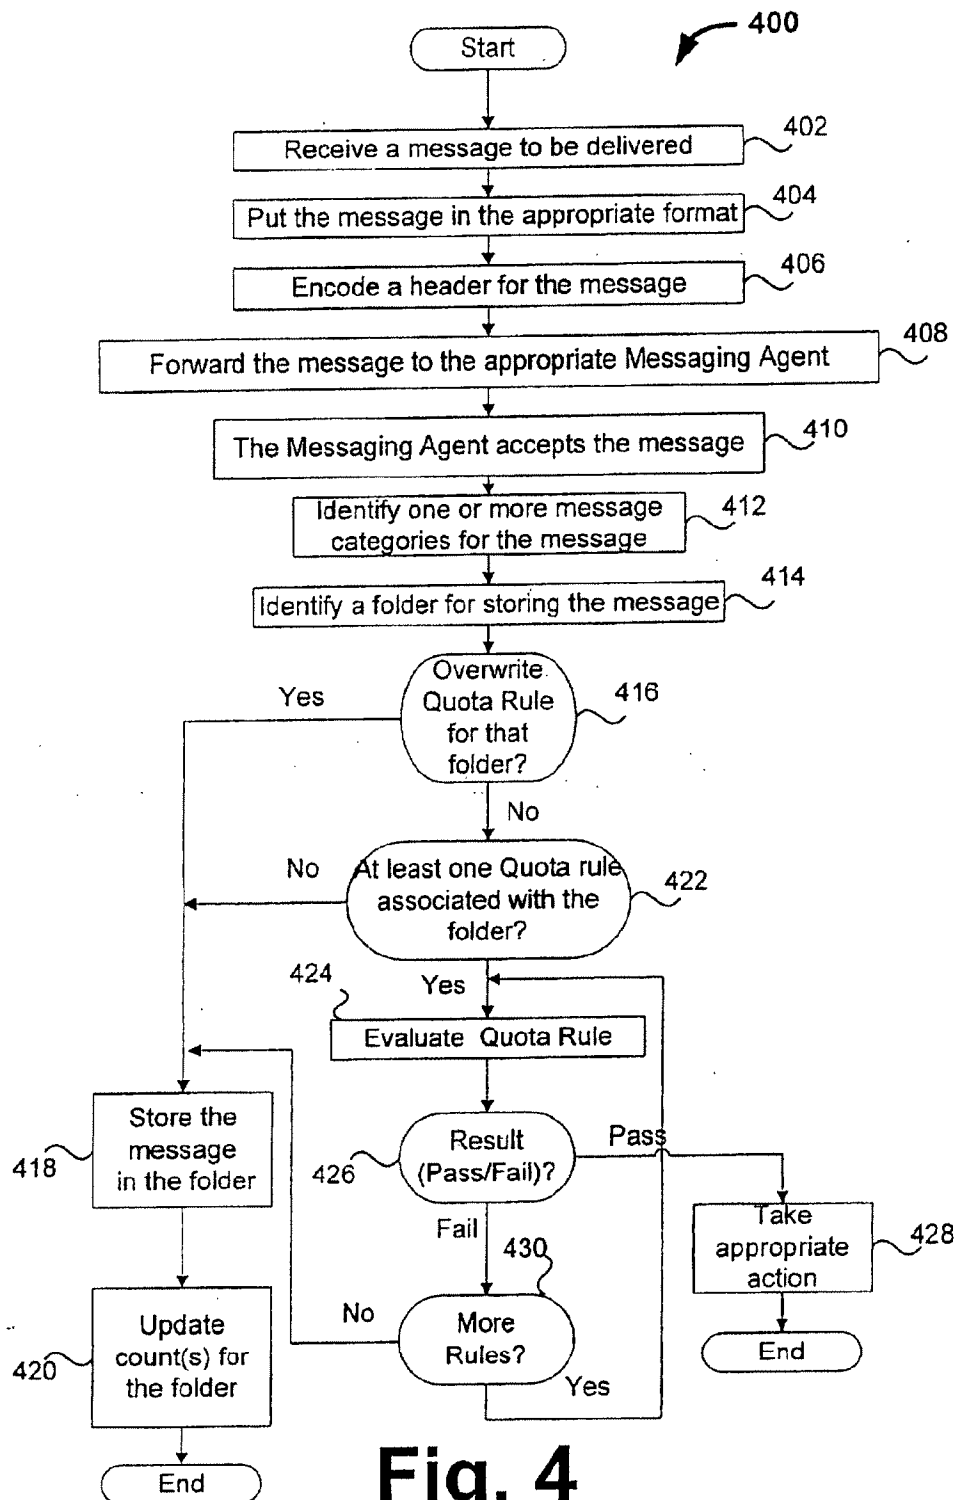 400
Start
402
Receive a message to be delivered
404
Put the message in the appropriate format
406
Encode a header for the message
408
Forward the message to the appropriate Messaging Agent
410
The Messaging Agent accepts the message
412
Identify one or more message
categories for the message
414
Identify a folder for storing the message
416
Overwrite
Quota Rule
for that
folder?
Yes
No
422
At least one Quota rule
associated with the
folder?
No
Yes
424
Evaluate Quota Rule
426
Result
(Pass/Fail)?
Pass
Fail
418
Store the
message
in the folder
428
Take
appropriate
action
End
430
More
Rules?
No
Yes
420
Update
count(s) for
the folder
End
Fig. 4